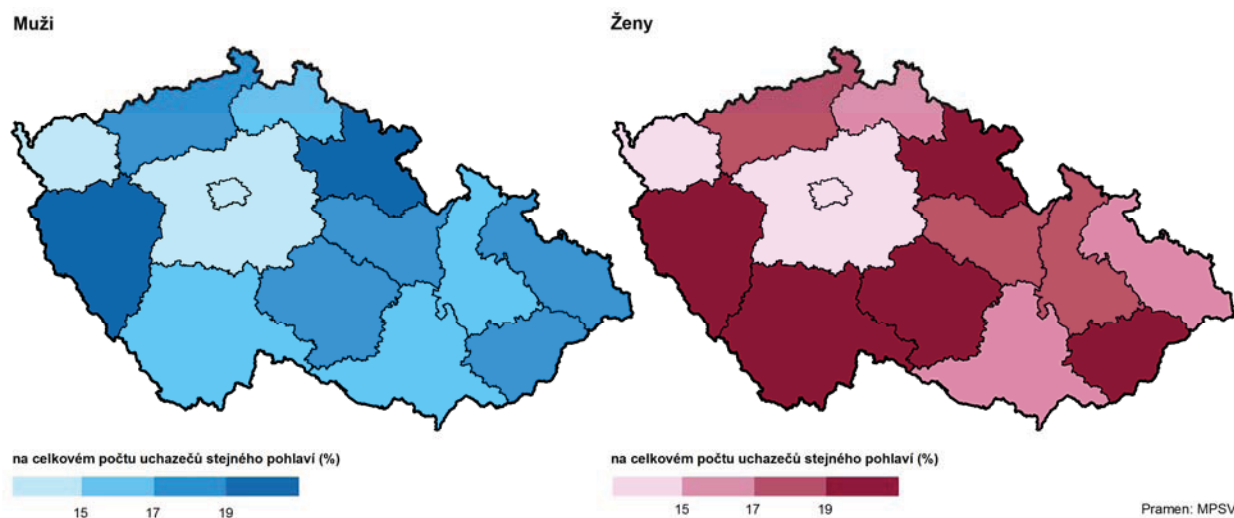 Muži
Ženy
na celkovém počtu uchazečů stejného pohlaví (%)
15 17 19
na celkovém počtu uchazečů stejného pohlaví (%)
15 17 19
Pramen: MPSV